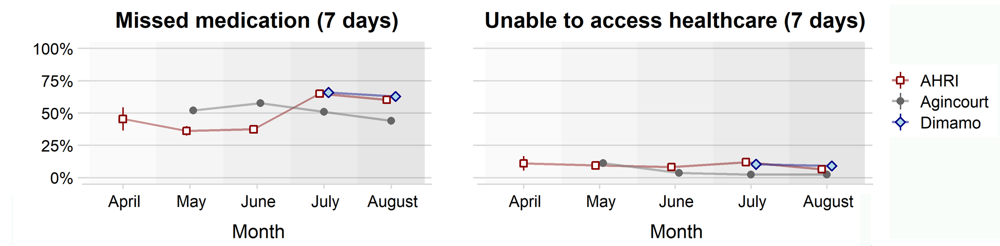 Missed medication (7 days)
Unable to access healthcare (7 days)
100%
75%
50%
25%
0%
April May June July August
April May June July August
Month
Month
AHRI
Agincourt
Dimamo